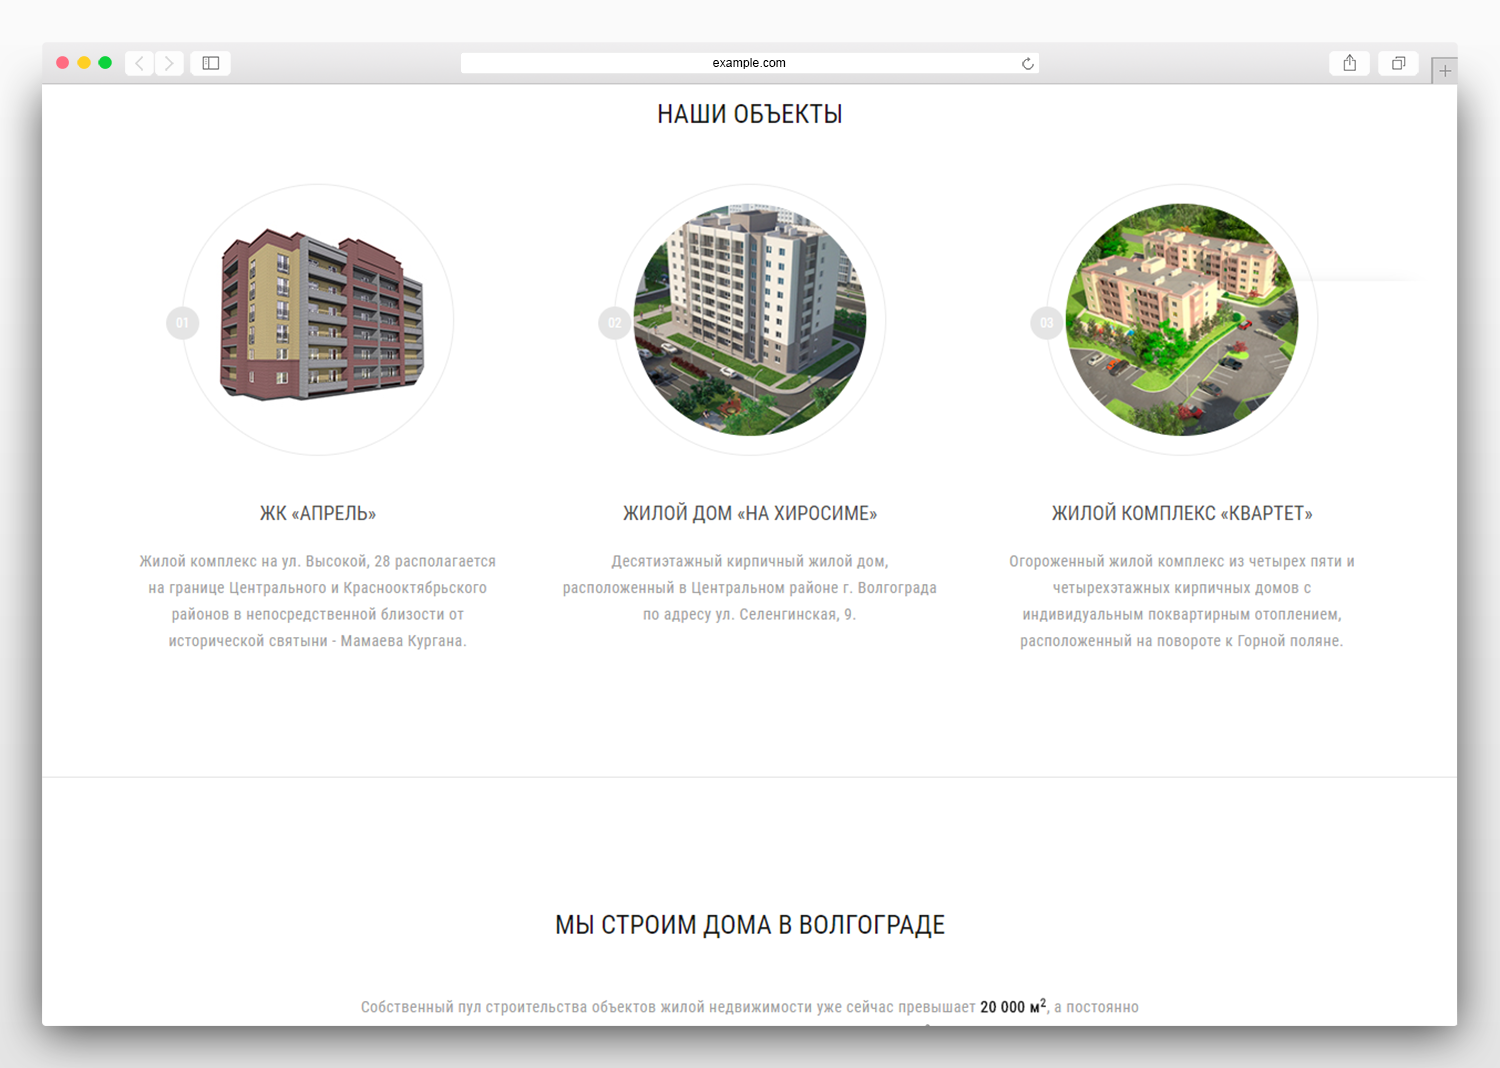 example.com
НАШИ ОБЪЕКТЫ
01
02
03
ЖК «АПРЕЛЬ»
Жилой комплекс на ул. Высокой, 28 располагается
на границе Центрального и Краснооктябрьского
районов в непосредственной близости от
исторической святыни - Мамаева Кургана.
ЖИЛОЙ ДОМ «НА ХИРОСИМЕ»
Десятиэтажный кирпичный жилой дом,
расположенный в Центральном районе г. Волгограда
по адресу ул. Селенгинская, 9.
ЖИЛОЙ КОМПЛЕКС «КВАРТЕТ»
Огороженный жилой комплекс из четырех пяти и
четырехэтажных кирпичных домов с
индивидуальным поквартирным отоплением,
расположенный на повороте к Горной поляне.
МЫ СТРОИМ ДОМА В ВОЛГОГРАДЕ
Собственный пул строительства объектов жилой недвижимости уже сейчас превышает 20 000 м², а постоянно